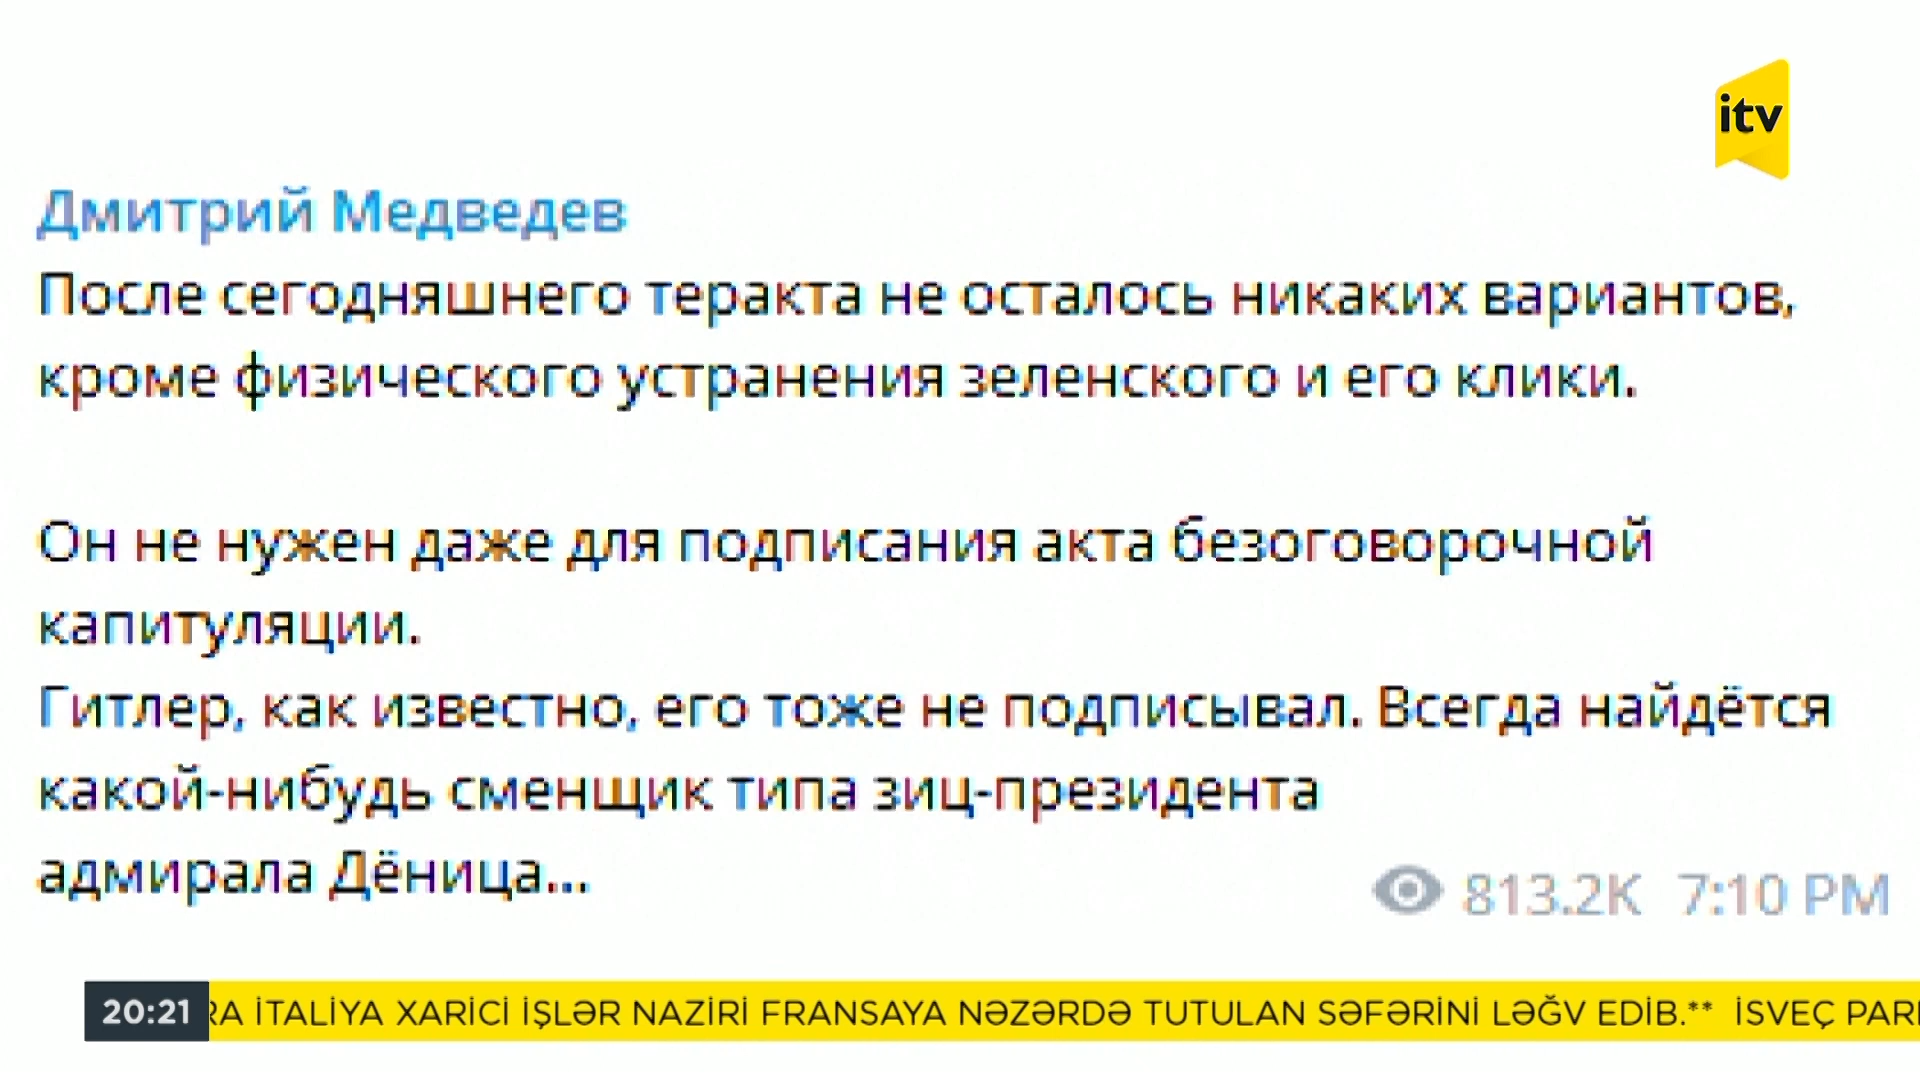 itv
Дмитрий Медведев
После сегодняшнего теракта не осталось никаких вариантов,
кроме физического устранения зеленского и его клики.
Он не нужен даже для подписания акта безоговорочной
капитуляции.
Гитлер, как известно, его тоже не подписывал. Всегда найдётся
какой-нибудь сменщик типа зиц-президента
адмирала Дёница...
813.2K 7:10 PM
20:21 RA İTALİYA XARİCİ İŞLƏR NAZİRİ FRANSAYA NƏZƏRDƏ TUTULAN SƏFƏRİNİ LƏĞV EDİB.** İSVEÇ PAR